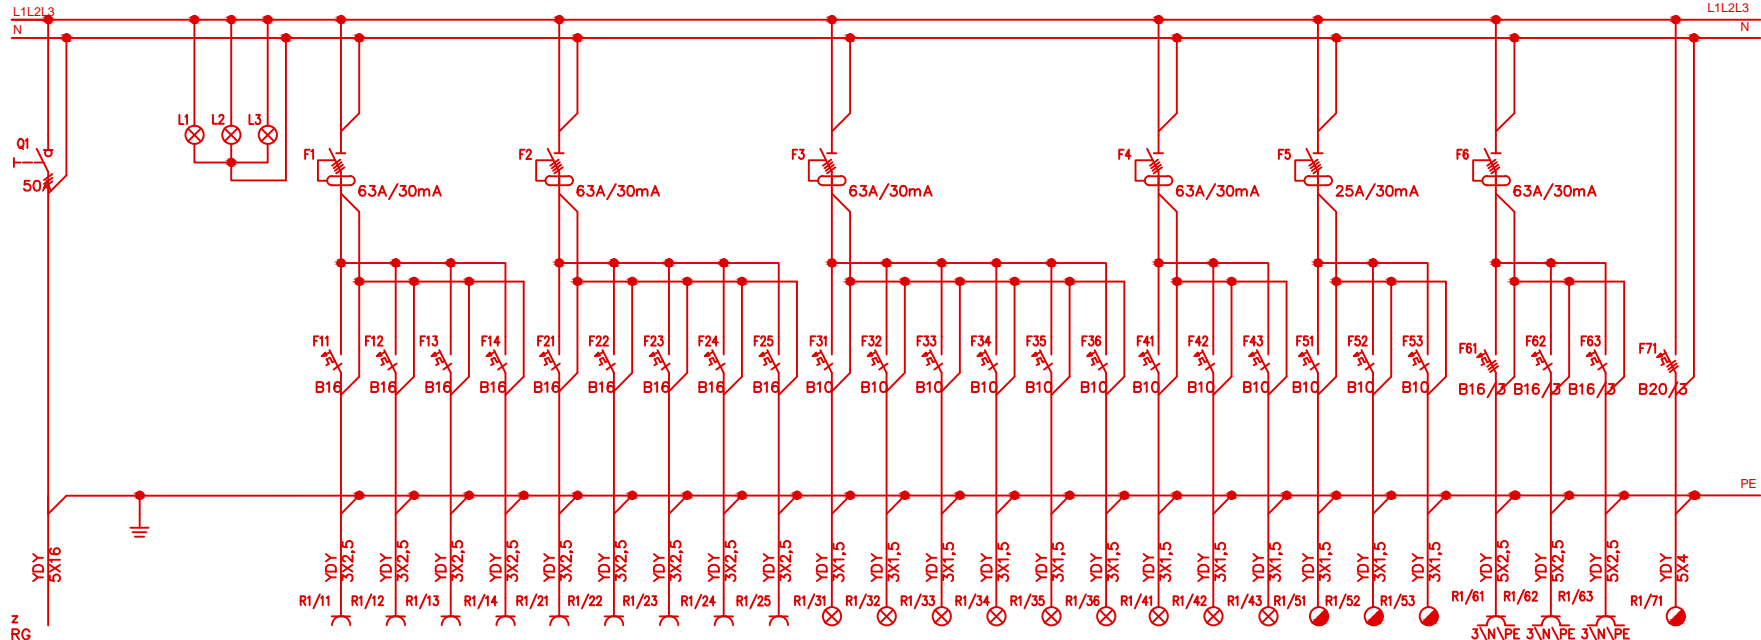 L1L2L3 L1L2L3
N N
L1 L2 L3
Q1
F1 F2 F3 F4 F5 F6
50A 63A/30mA 63A/30mA 63A/30mA 63A/30mA 25A/30mA 63A/30mA
F11 F12 F13 F14 F21 F22 F23 F24 F25 F31 F32 F33 F34 F35 F36 F41 F42 F43 F51 F52 F53 F61 F62 F63 F71
B16 B16 B16 B16 B16 B16 B16 B16 B16 B10 B10 B10 B10 B10 B10 B10 B10 B10 B10 B10 B10 B16/3 B16/3 B16/3 B20/3
PE
YDY YDY YDY YDY YDY YDY YDY YDY YDY YDY YDY YDY YDY YDY YDY YDY YDY YDY YDY YDY YDY YDY YDY YDY YDY YDY
5X16 3X2,5 3X2,5 3X2,5 3X2,5 3X2,5 3X2,5 3X2,5 3X2,5 3X2,5 3X1,5 3X1,5 3X1,5 3X1,5 3X1,5 3X1,5 3X1,5 3X1,5 3X1,5 3X1,5 3X1,5 3X1,5 5X2,5 5X2,5 5X2,5 5X4
R1/11 R1/12 R1/13 R1/14 R1/21 R1/22 R1/23 R1/24 R1/25 R1/31 R1/32 R1/33 R1/34 R1/35 R1/36 R1/41 R1/42 R1/43 R1/51 R1/52 R1/53 R1/61 R1/62 R1/63 R1/71
z
RG 3\N\PE 3\N\PE 3\N\PE